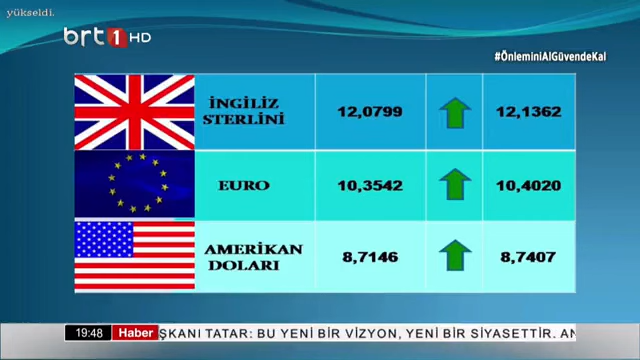 yükseldi.
brt 1 HD
#ÖnleminiAlGüvendeKal
İNGİLİZ STERLİNİ 12,0799 12,1362
EURO 10,3542 10,4020
AMERİKAN DOLARI 8,7146 8,7407
19:48 Haber ŞKANI TATAR: BU YENİ BİR VİZYON, YENİ BİR SİYASETTİR. AN